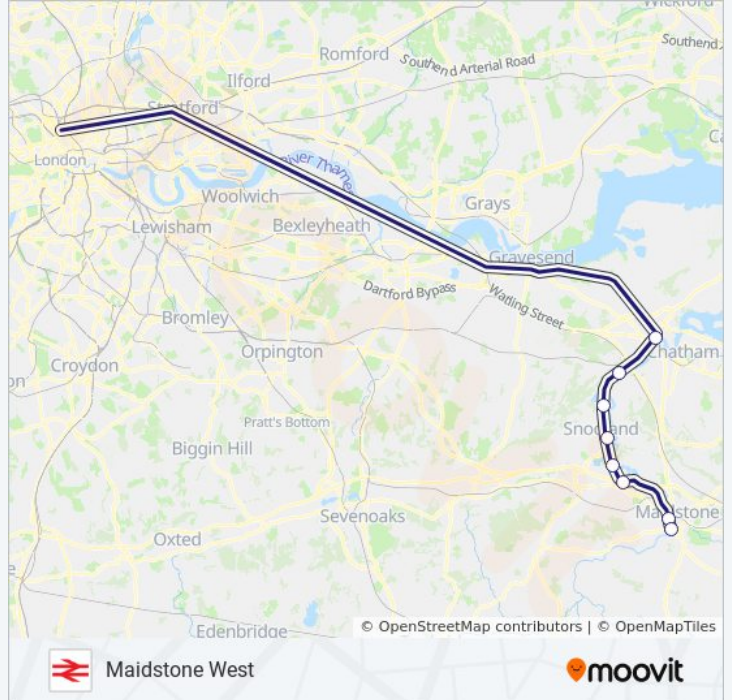 Wickford
Romford
Southend Arterial Road
Southend
Ilford
Stratford
London
River Thames
Woolwich
Grays
Bexleyheath
Lewisham
Gravesend
Dartford Bypass
Watling Street
Bromley
Orpington
Chatham
Croydon
on
Pratt's Bottom
Snodland
Biggin Hill
Maidstone
Sevenoaks
Oxted
e
Edenbridge
© OpenStreetMap contributors | © OpenMapTiles
Maidstone West
moovit